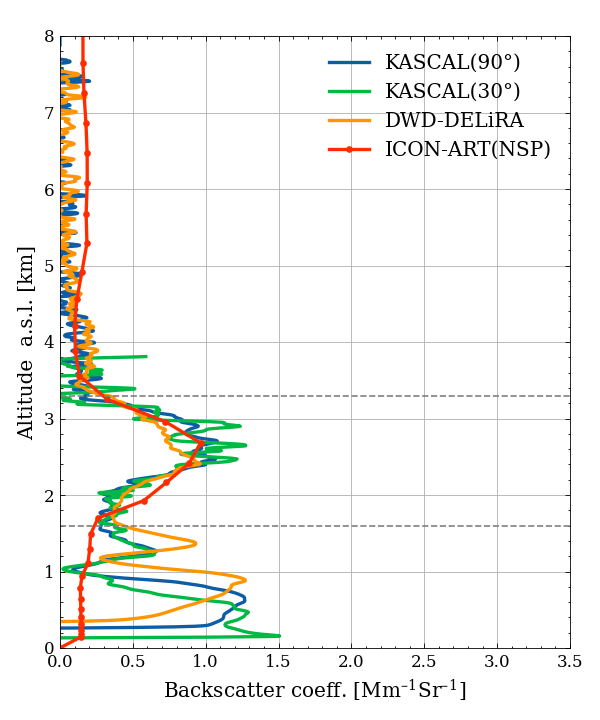 8
7
6
5
4
3
2
1
0
Altitude a.s.l. [km]
KASCAL(90°)
KASCAL(30°)
DWD-DELiRA
ICON-ART(NSP)
0.0 0.5 1.0 1.5 2.0 2.5 3.0 3.5
Backscatter coeff. [Mm⁻¹Sr⁻¹]